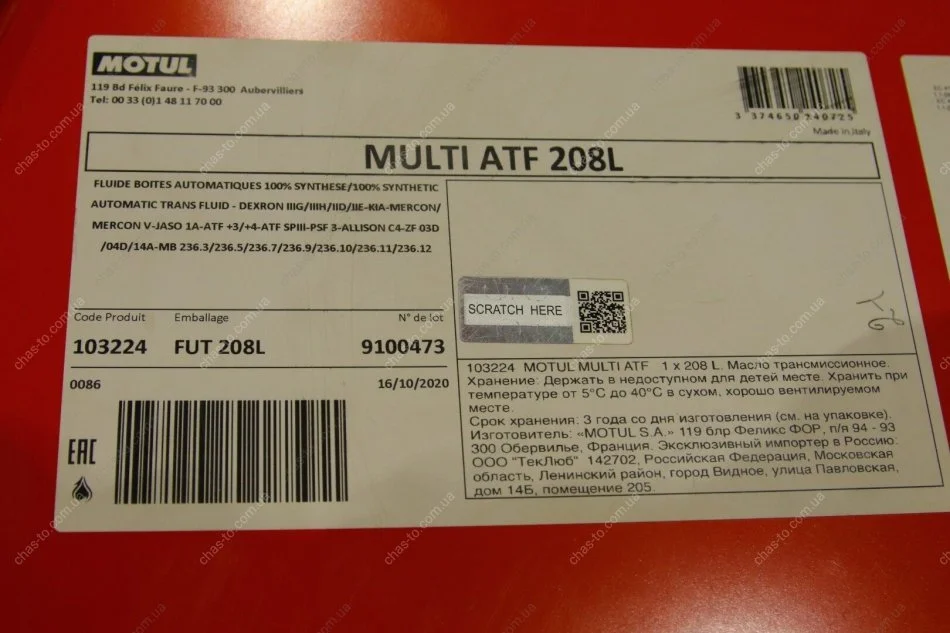 MOTUL
119 Bd Félix Faure - F-93 300 Aubervilliers
Tel: 00 33 (0)1 48 11 70 00
3 374650 240725
Made in Italy
MULTI ATF 208L
FLUIDE BOITES AUTOMATIQUES 100% SYNTHESE/100% SYNTHETIC
AUTOMATIC TRANS FLUID - DEXRON IIIG/IIIH/IID/IIE-KIA-MERCON/
MERCON V-JASO 1A-ATF +3/+4-ATF SPIII-PSF 3-ALLISON C4-ZF 03D
/04D/14A-MB 236.3/236.5/236.7/236.9/236.10/236.11/236.12
SCRATCH HERE
Code Produit Emballage N° de lot
103224 FUT 208L 9100473
0086 16/10/2020
EAC
103224 MOTUL MULTI ATF 1 x 208 L. Масло трансмиссионное.
Хранение: Держать в недоступном для детей месте. Хранить при
температуре от 5°C до 40°C в сухом, хорошо вентилируемом
месте.
Срок хранения: 3 года со дня изготовления (см. на упаковке).
Изготовитель: «MOTUL S.A.» 119 блр Феликс ФОР, п/я 94 - 93
300 Обервилье, Франция. Эксклюзивный импортер в Россию:
ООО "ТекЛюб" 142702, Российская Федерация, Московская
область, Ленинский район, город Видное, улица Павловская,
дом 14Б, помещение 205.
chas-to.com.ua